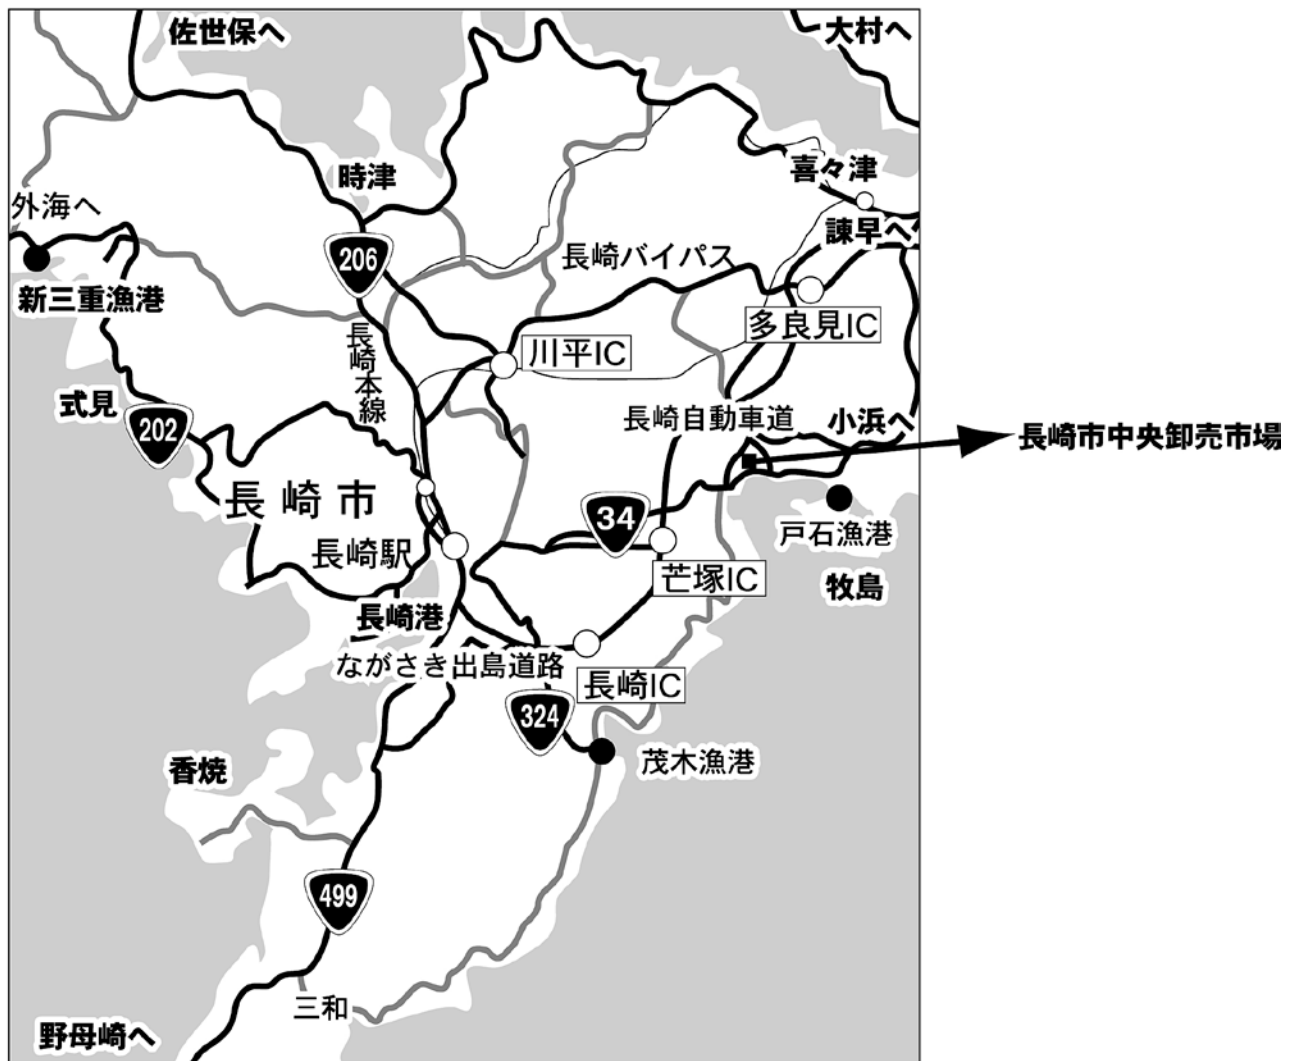 佐世保へ
大村へ
時津
喜々津
外海へ
諫早へ
206
長崎バイパス
新三重漁港
多良見IC
長崎本線
川平IC
式見
202
長崎自動車道
小浜へ
長崎市中央卸売市場
長崎市
34
戸石漁港
長崎駅
芒塚IC
牧島
長崎港
ながさき出島道路
長崎IC
324
香焼
茂木漁港
499
三和
野母崎へ